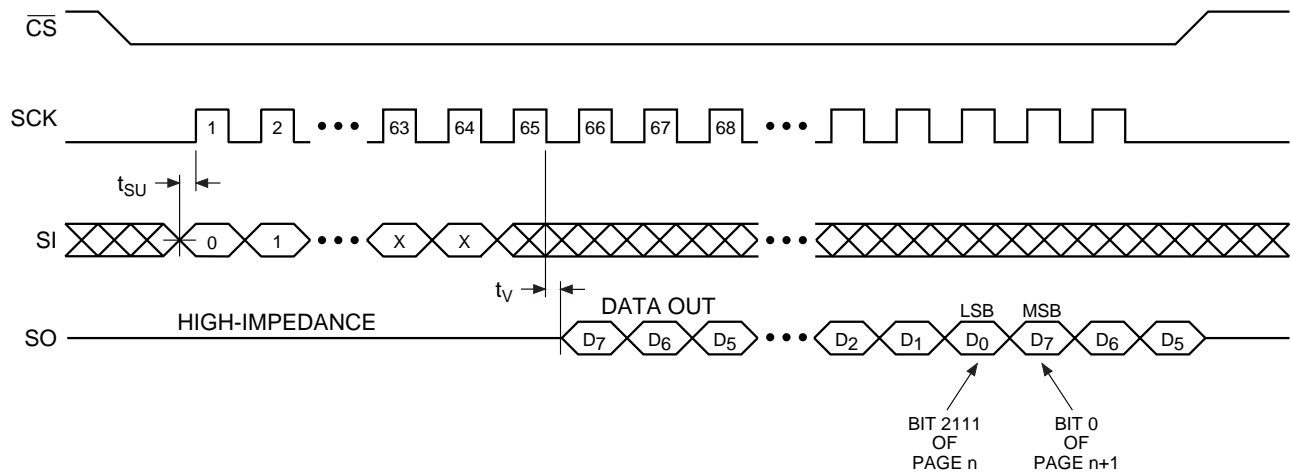 CS
SCK
1 2 ••• 63 64 65 66 67 68 •••
tSU
SI
0 1 ••• X X •••
tV
DATA OUT
HIGH-IMPEDANCE
LSB MSB
SO
D7 D6 D5 ••• D2 D1 D0 D7 D6 D5
BIT 2111
OF
PAGE n
BIT 0
OF
PAGE n+1